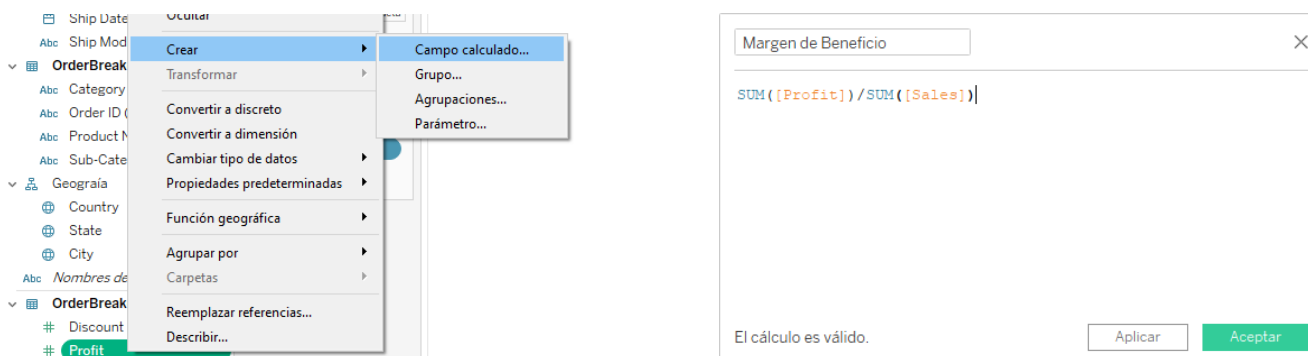 Ship Date
Abc Ship Mod
OrderBreak
Abc Category
Abc Order ID (
Abc Product N
Abc Sub-Cate
Geograía
Country
State
City
Abc Nombres de
OrderBreak
# Discount
# Profit
Ocultar
Crear
Transformar
Convertir a discreto
Convertir a dimensión
Cambiar tipo de datos
Propiedades predeterminadas
Función geográfica
Agrupar por
Carpetas
Reemplazar referencias...
Describir...
Campo calculado...
Grupo...
Agrupaciones...
Parámetro...
Margen de Beneficio
SUM([Profit])/SUM([Sales])
El cálculo es válido.
Aplicar
Aceptar